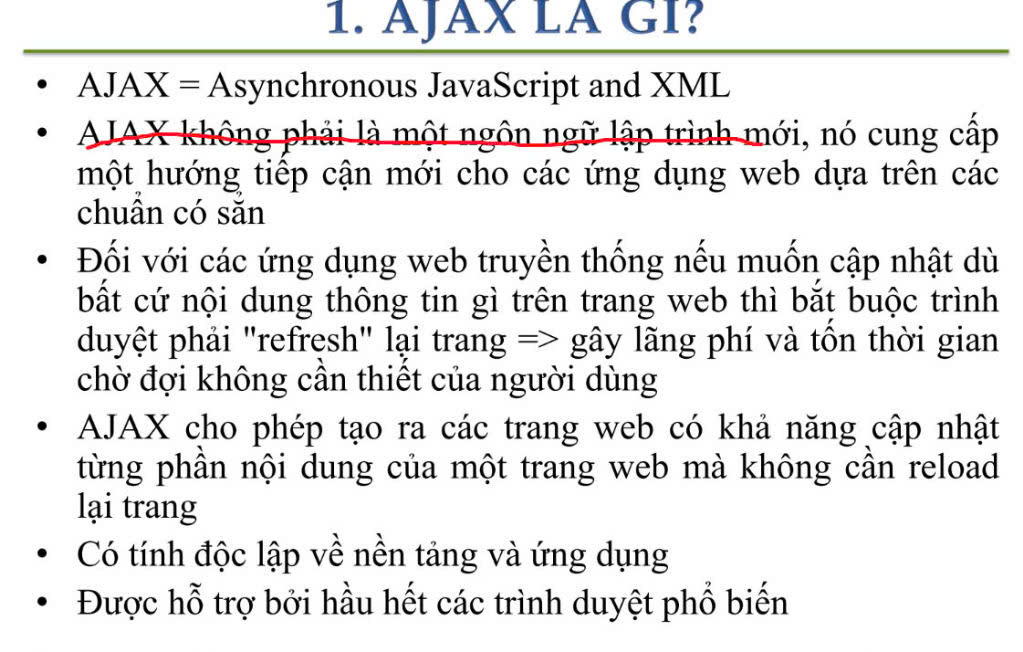 1. AJAX LÀ GÌ?
• AJAX = Asynchronous JavaScript and XML
• AJAX không phải là một ngôn ngữ lập trình mới, nó cung cấp
một hướng tiếp cận mới cho các ứng dụng web dựa trên các
chuẩn có sẵn
• Đối với các ứng dụng web truyền thống nếu muốn cập nhật dù
bất cứ nội dung thông tin gì trên trang web thì bắt buộc trình
duyệt phải "refresh" lại trang => gây lãng phí và tốn thời gian
chờ đợi không cần thiết của người dùng
• AJAX cho phép tạo ra các trang web có khả năng cập nhật
từng phần nội dung của một trang web mà không cần reload
lại trang
• Có tính độc lập về nền tảng và ứng dụng
• Được hỗ trợ bởi hầu hết các trình duyệt phổ biến